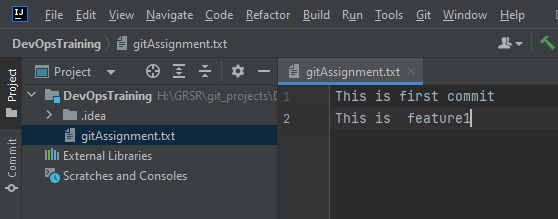 IJ File Edit View Navigate Code Refactor Build Run Tools Git Window
DevOpsTraining gitAssignment.txt
Project
Commit
Project
DevOpsTraining H:\GRSR\git_projects\D
.idea
gitAssignment.txt
External Libraries
Scratches and Consoles
gitAssignment.txt
1 This is first commit
2 This is  feature1